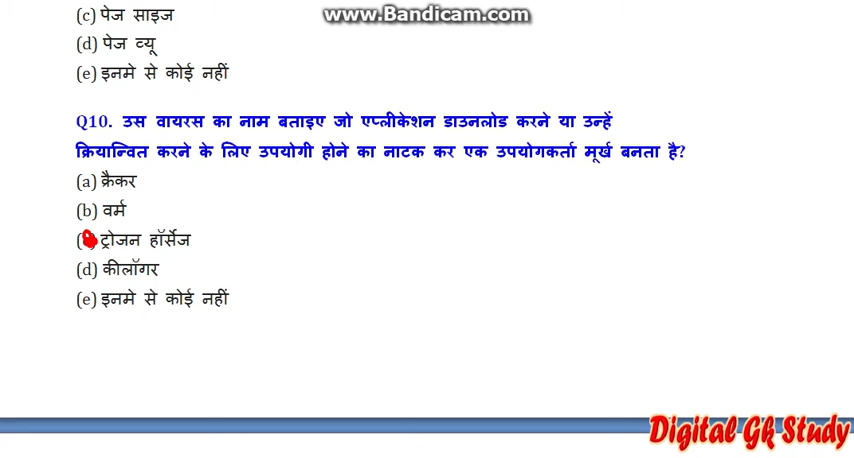 www.Bandicam.com
(c) पेज साइज
(d) पेज व्यू
(e) इनमे से कोई नहीं
Q10. उस वायरस का नाम बताइए जो एप्लीकेशन डाउनलोड करने या उन्हें
क्रियान्वित करने के लिए उपयोगी होने का नाटक कर एक उपयोगकर्ता मूर्ख बनता है?
(a) क्रैकर
(b) वर्म
ट्रोजन हॉर्सेज
(d) कीलॉगर
(e) इनमे से कोई नहीं
Digital Gk Study